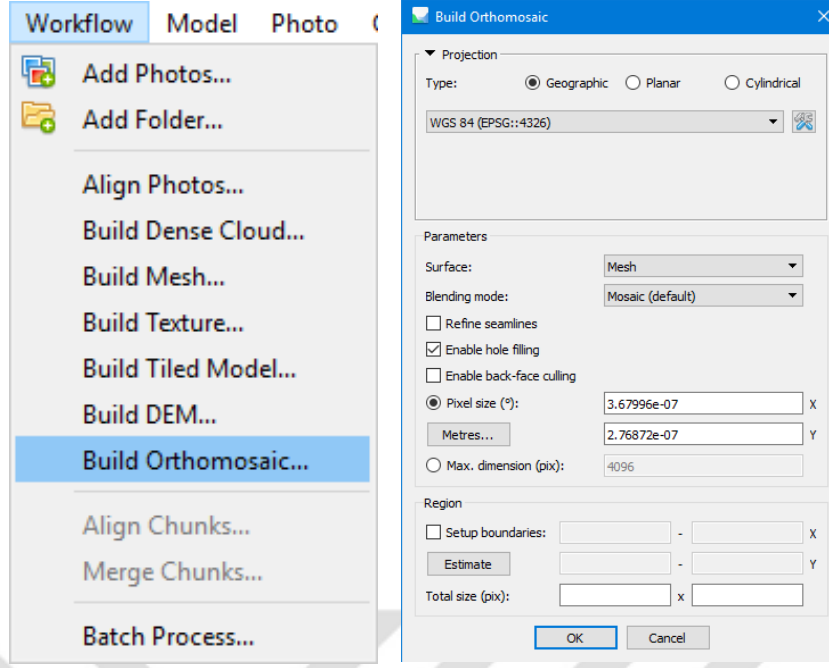 Workflow Model Photo
Add Photos...
Add Folder...
Align Photos...
Build Dense Cloud...
Build Mesh...
Build Texture...
Build Tiled Model...
Build DEM...
Build Orthomosaic...
Align Chunks...
Merge Chunks...
Batch Process...
Build Orthomosaic
Projection
Type: Geographic Planar Cylindrical
WGS 84 (EPSG::4326)
Parameters
Surface: Mesh
Blending mode: Mosaic (default)
Refine seamlines
Enable hole filling
Enable back-face culling
Pixel size (°): 3.67996e-07 X
Metres... 2.76872e-07 Y
Max. dimension (pix): 4096
Region
Setup boundaries: - X
Estimate - Y
Total size (pix): x
OK Cancel